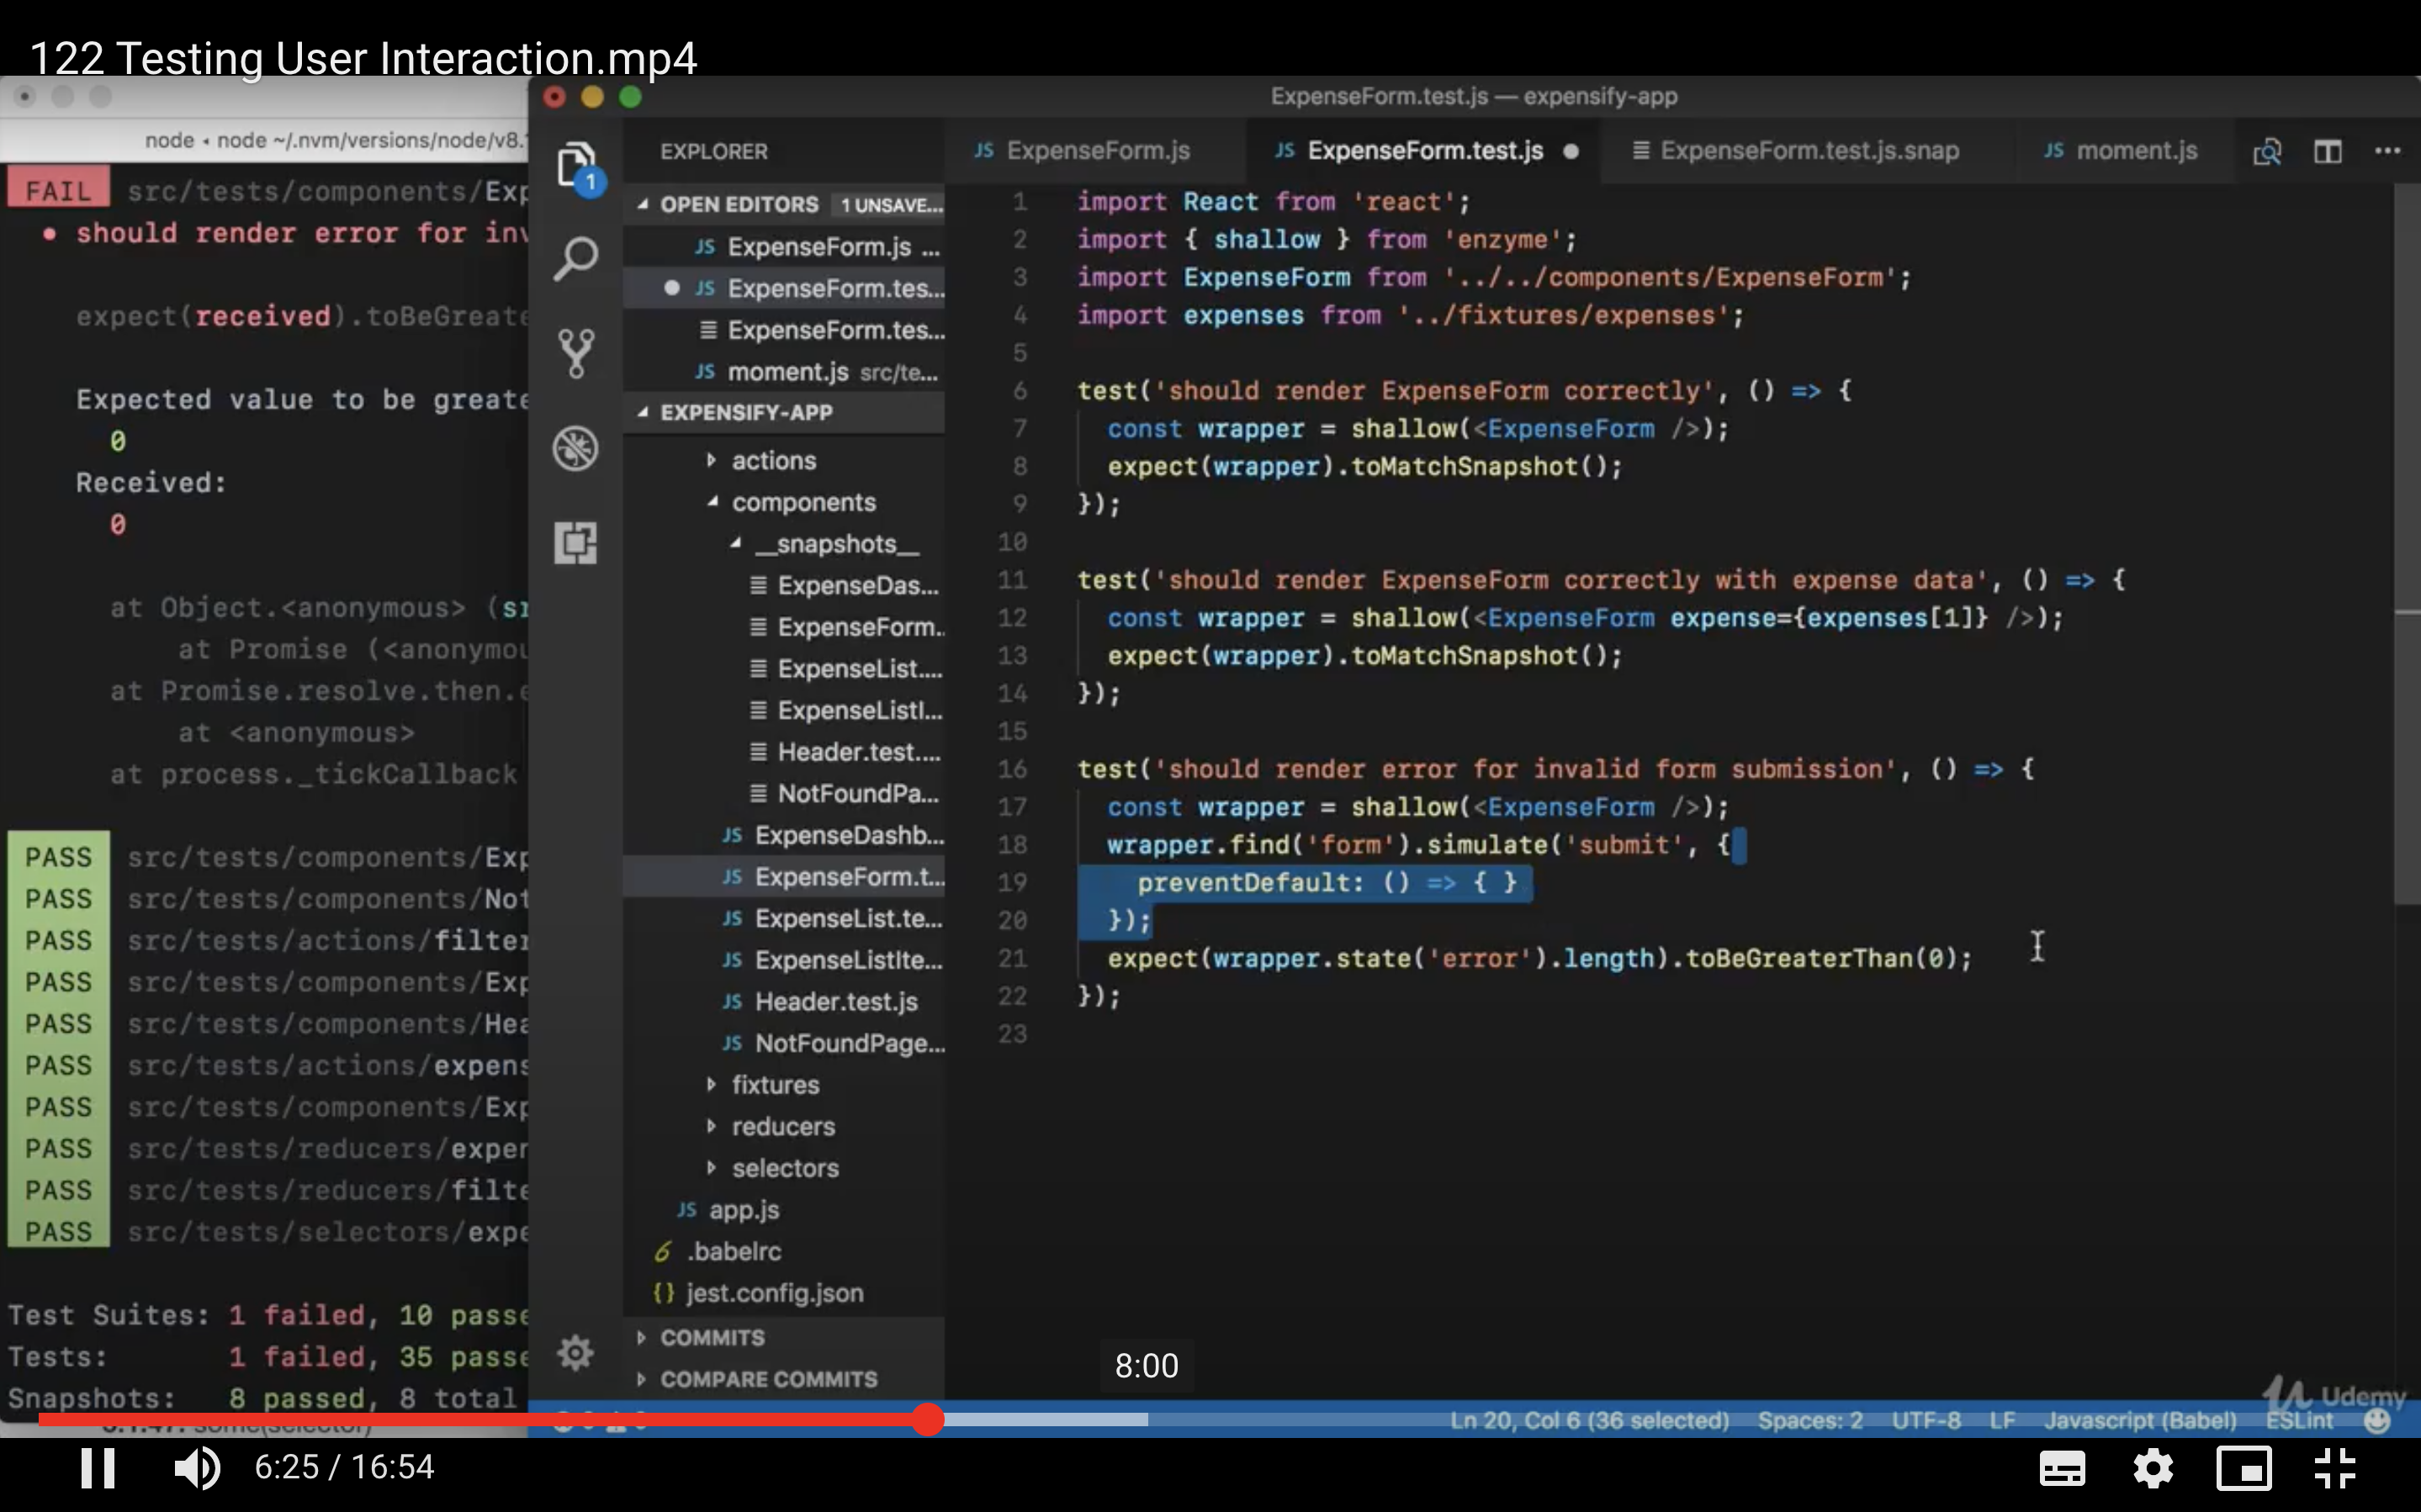 122 Testing User Interaction.mp4
ExpenseForm.test.js — expensify-app
node • node ~/.nvm/versions/node/v8.
FAIL src/tests/components/Exp
• should render error for inv
expect(received).toBeGreate
Expected value to be greate
0
Received:
0
at Object.<anonymous> (sr
at Promise (<anonymou
at Promise.resolve.then.e
at <anonymous>
at process._tickCallback
PASS src/tests/components/Exp
PASS src/tests/components/Not
PASS src/tests/actions/filter
PASS src/tests/components/Exp
PASS src/tests/components/Hea
PASS src/tests/actions/expens
PASS src/tests/components/Exp
PASS src/tests/reducers/exper
PASS src/tests/reducers/filte
PASS src/tests/selectors/expe
Test Suites: 1 failed, 10 passe
Tests: 1 failed, 35 passe
Snapshots: 8 passed, 8 total
1
EXPLORER
OPEN EDITORS 1 UNSAVE...
JS ExpenseForm.js ...
JS ExpenseForm.tes...
ExpenseForm.tes...
JS moment.js src/te...
EXPENSIFY-APP
actions
components
__snapshots__
ExpenseDas...
ExpenseForm..
ExpenseList....
ExpenseListI...
Header.test....
NotFoundPa...
JS ExpenseDashb...
JS ExpenseForm.t...
JS ExpenseList.te...
JS ExpenseListIte...
JS Header.test.js
JS NotFoundPage...
fixtures
reducers
selectors
JS app.js
.babelrc
{} jest.config.json
COMMITS
COMPARE COMMITS
JS ExpenseForm.js
JS ExpenseForm.test.js
ExpenseForm.test.js.snap
JS moment.js
1 import React from 'react';
2 import { shallow } from 'enzyme';
3 import ExpenseForm from '../../components/ExpenseForm';
4 import expenses from '../fixtures/expenses';
5
6 test('should render ExpenseForm correctly', () => {
7 const wrapper = shallow(<ExpenseForm />);
8 expect(wrapper).toMatchSnapshot();
9 });
10
11 test('should render ExpenseForm correctly with expense data', () => {
12 const wrapper = shallow(<ExpenseForm expense={expenses[1]} />);
13 expect(wrapper).toMatchSnapshot();
14 });
15
16 test('should render error for invalid form submission', () => {
17 const wrapper = shallow(<ExpenseForm />);
18 wrapper.find('form').simulate('submit', {
19 preventDefault: () => { }
20 });
21 expect(wrapper.state('error').length).toBeGreaterThan(0);
22 });
23
8:00
Udemy
Ln 20, Col 6 (36 selected) Spaces: 2 UTF-8 LF Javascript (Babel) ESLint
6:25 / 16:54